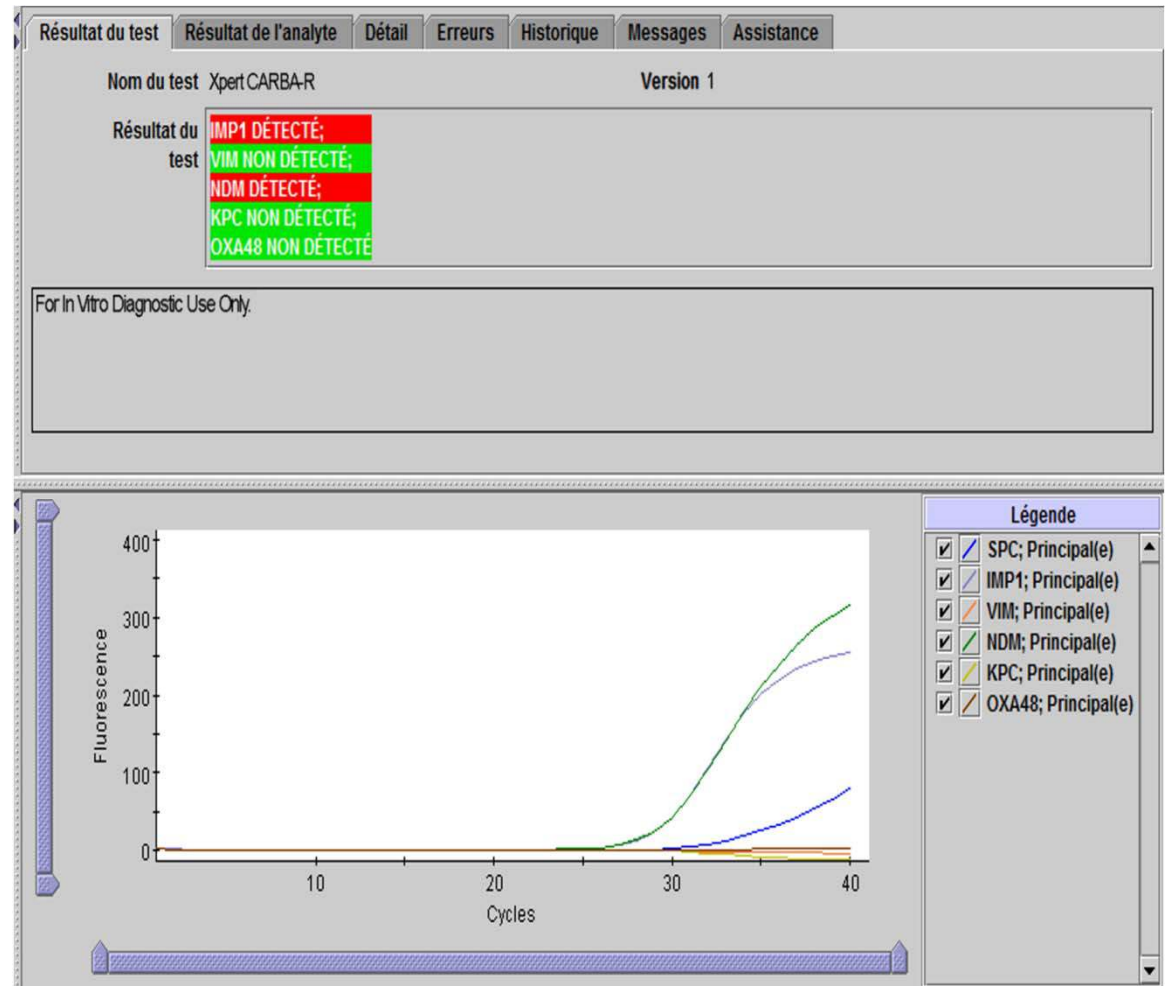 Résultat du test Résultat de l'analyte Détail Erreurs Historique Messages Assistance
Nom du test Xpert CARBA-R Version 1
Résultat du test
IMP1 DÉTECTÉ;
VIM NON DÉTECTÉ;
NDM DÉTECTÉ;
KPC NON DÉTECTÉ;
OXA48 NON DÉTECTÉ
For In Vitro Diagnostic Use Only.
Légende
SPC; Principal(e)
IMP1; Principal(e)
VIM; Principal(e)
NDM; Principal(e)
KPC; Principal(e)
OXA48; Principal(e)
Fluorescence
400
300
200
100
0
10 20 30 40
Cycles